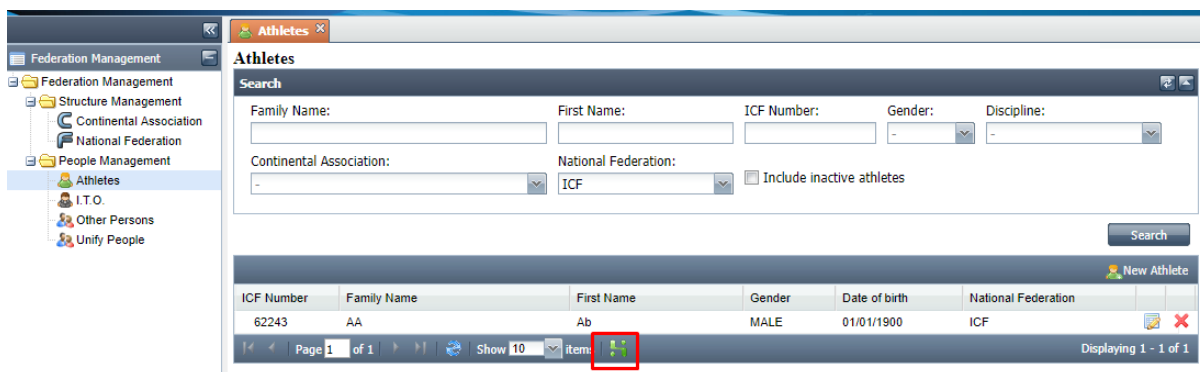 Athletes
Federation Management
Athletes
Federation Management
Search
Structure Management
Family Name:
First Name:
ICF Number:
Gender:
Discipline:
Continental Association
-
-
National Federation
People Management
Continental Association:
National Federation:
Athletes
-
ICF
Include inactive athletes
I.T.O.
Other Persons
Unify People
Search
New Athlete
ICF Number Family Name First Name Gender Date of birth National Federation
62243 AA Ab MALE 01/01/1900 ICF
Page 1 of 1 Show 10 items Displaying 1 - 1 of 1